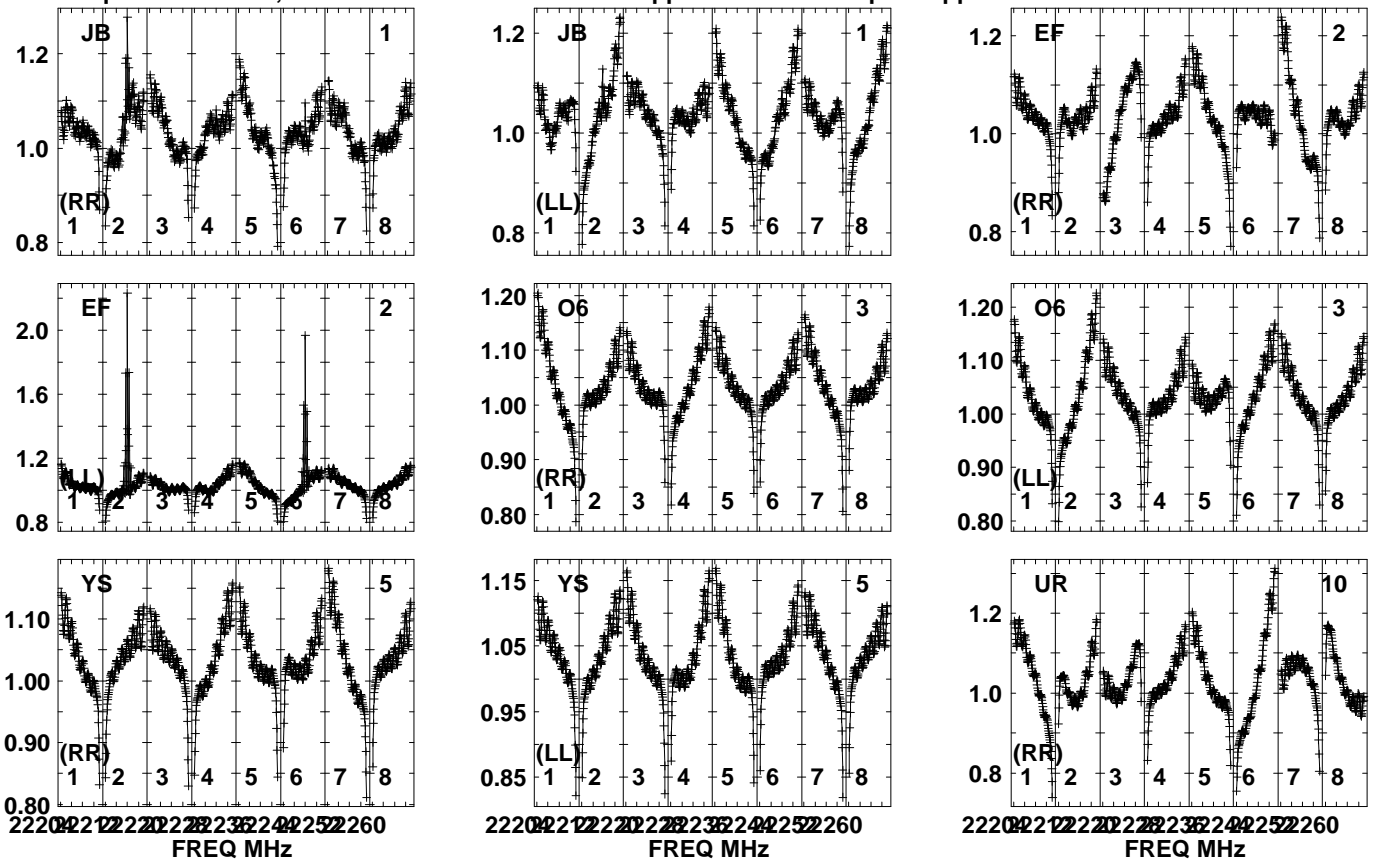 JB 1
1.2
1.0
0.8
(RR)
1 2 3 4 5 6 7 8
JB 1
1.2
1.0
0.8
(LL)
1 2 3 4 5 6 7 8
EF 2
1.2
1.0
0.8
(RR)
1 2 3 4 5 6 7 8
EF 2
2.0
1.6
1.2
0.8
(LL)
1 2 3 4 5 6 7 8
O6 3
1.20
1.10
1.00
0.90
0.80
(RR)
1 2 3 4 5 6 7 8
O6 3
1.20
1.10
1.00
0.90
0.80
(LL)
1 2 3 4 5 6 7 8
YS 5
1.10
1.00
0.90
0.80
(RR)
1 2 3 4 5 6 7 8
FREQ MHz
YS 5
1.15
1.05
0.95
0.85
(LL)
1 2 3 4 5 6 7 8
FREQ MHz
UR 10
1.2
1.0
0.8
(RR)
1 2 3 4 5 6 7 8
FREQ MHz